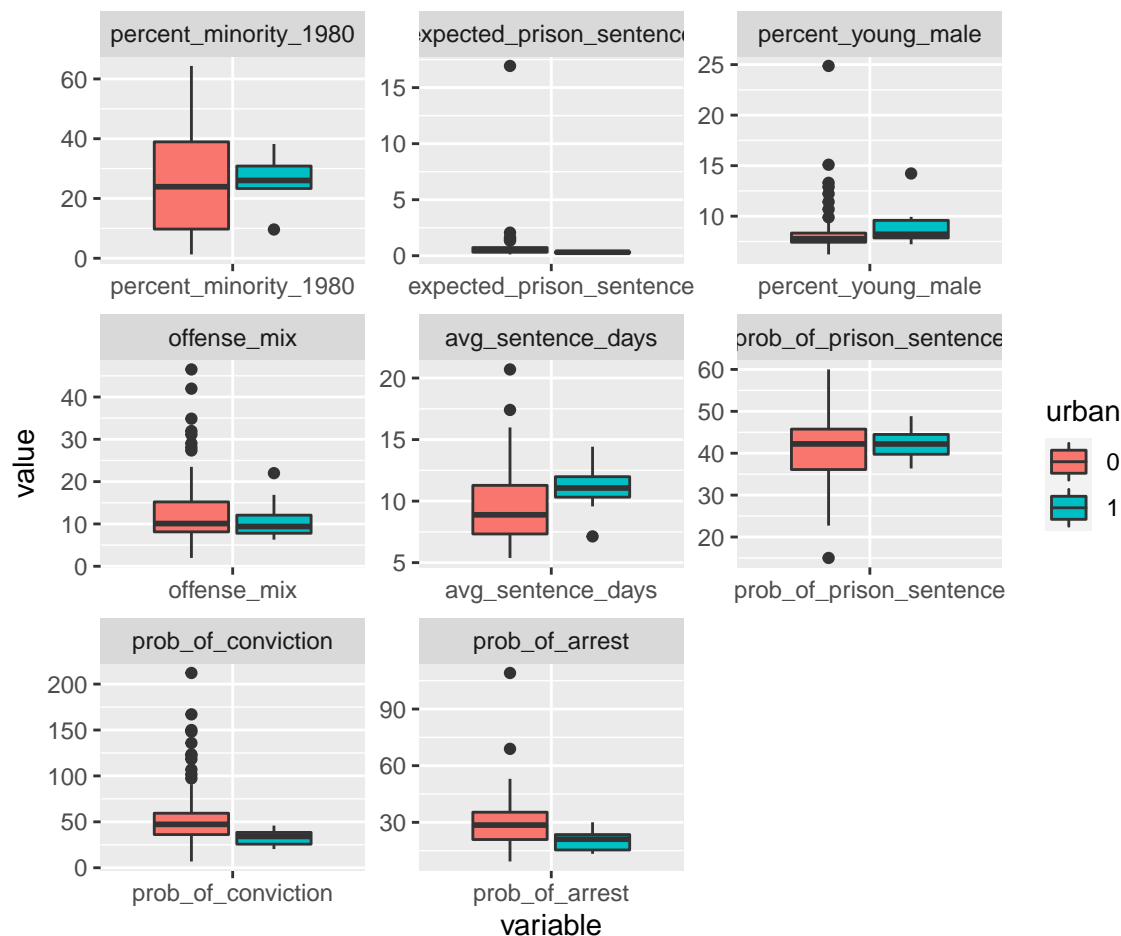 percent_minority_1980
expected_prison_sentence
percent_young_male
60
40
20
0
15
10
5
0
25
20
15
10
percent_minority_1980
expected_prison_sentence
percent_young_male
offense_mix
avg_sentence_days
prob_of_prison_sentence
40
30
20
10
0
20
15
10
5
60
50
40
30
20
offense_mix
avg_sentence_days
prob_of_prison_sentence
prob_of_conviction
prob_of_arrest
200
150
100
50
0
90
60
30
prob_of_conviction
prob_of_arrest
value
variable
urban
0
1